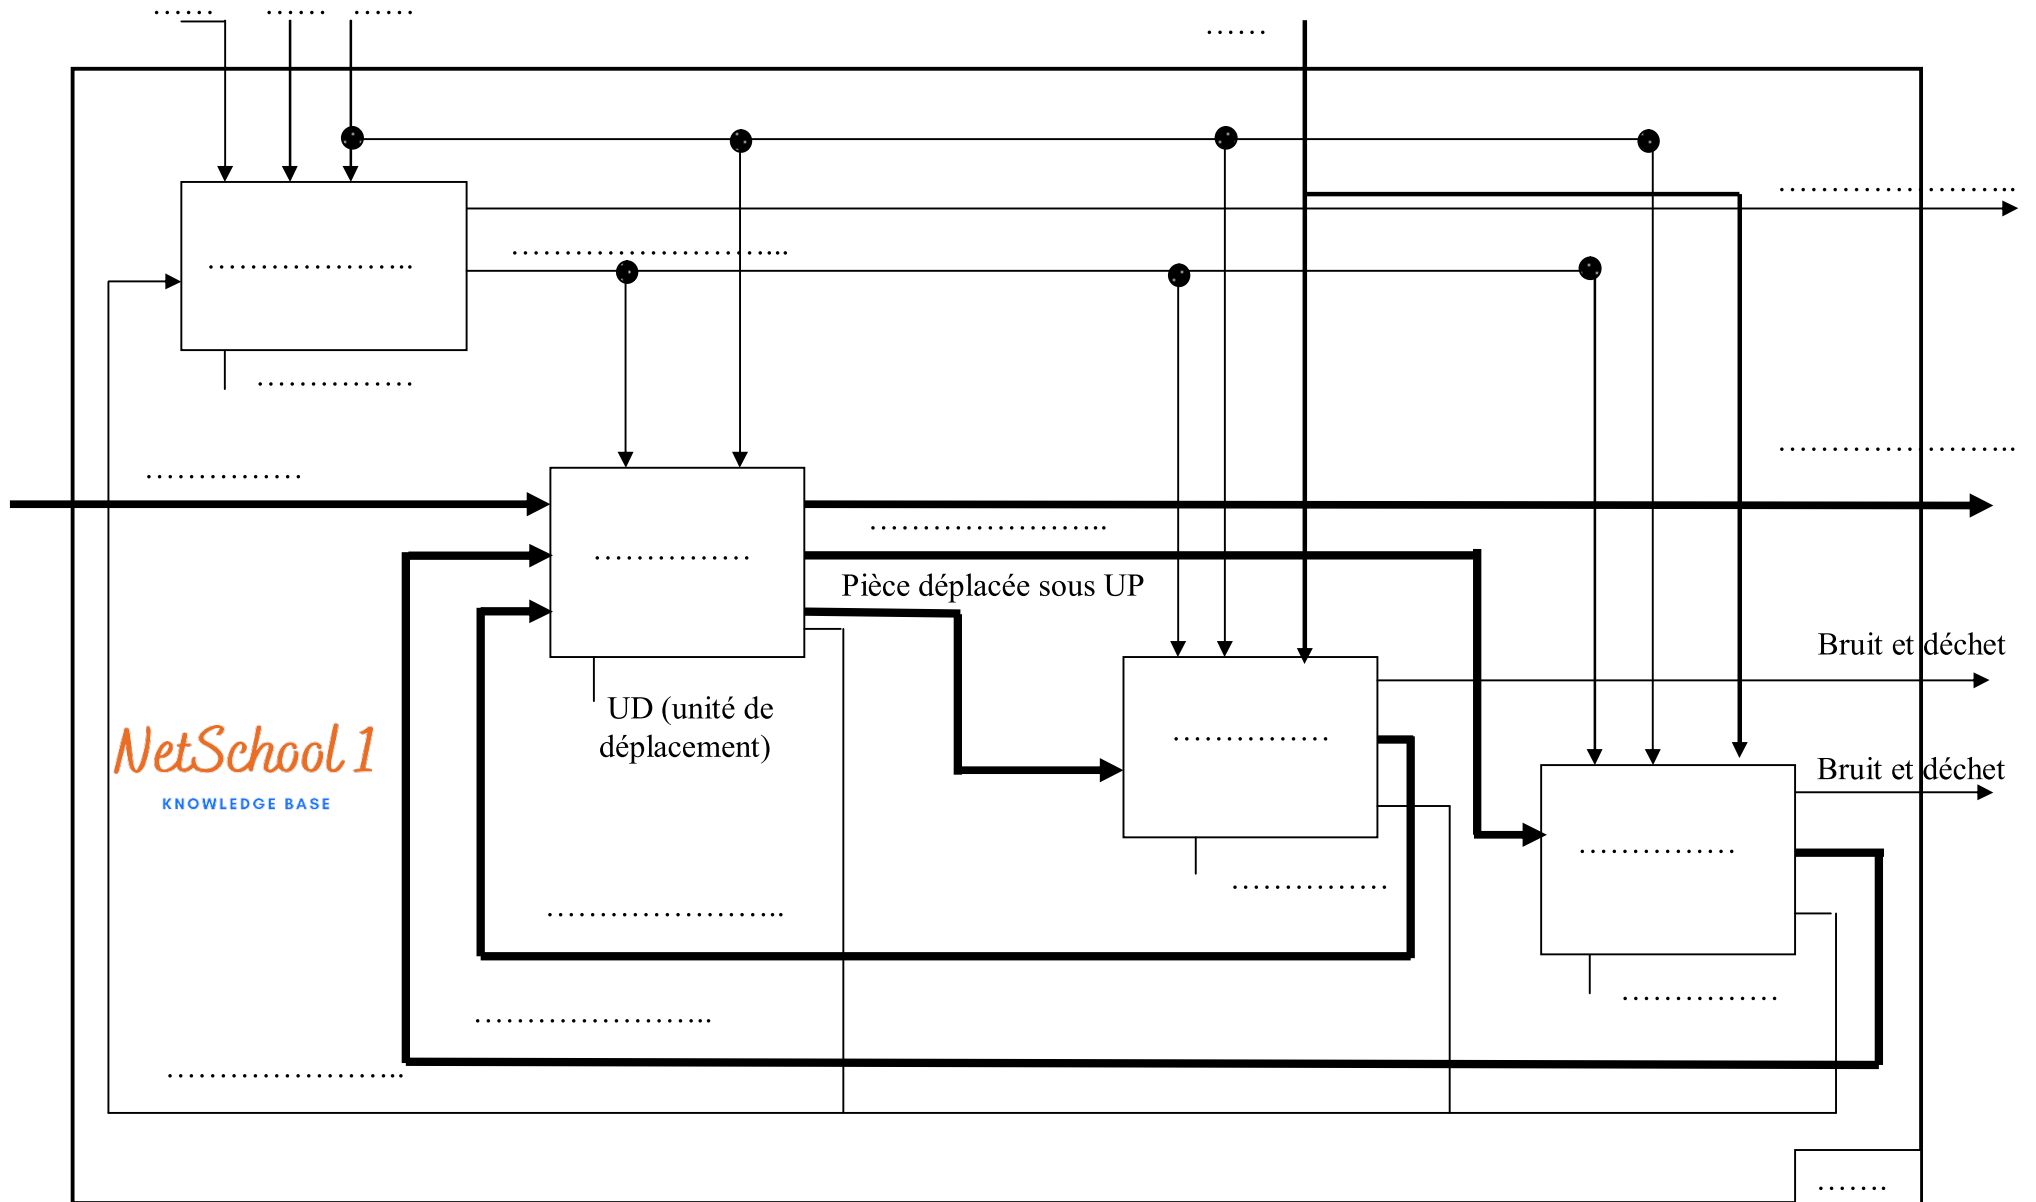 ...... ...... ......
......
........................
............................
.....................
................
...............
........................
........................
................
Pièce déplacée sous UP
Bruit et déchet
UD (unité de
déplacement)
NetSchool 1
KNOWLEDGE BASE
................
Bruit et déchet
................
................
........................
................
........................
........................
.......